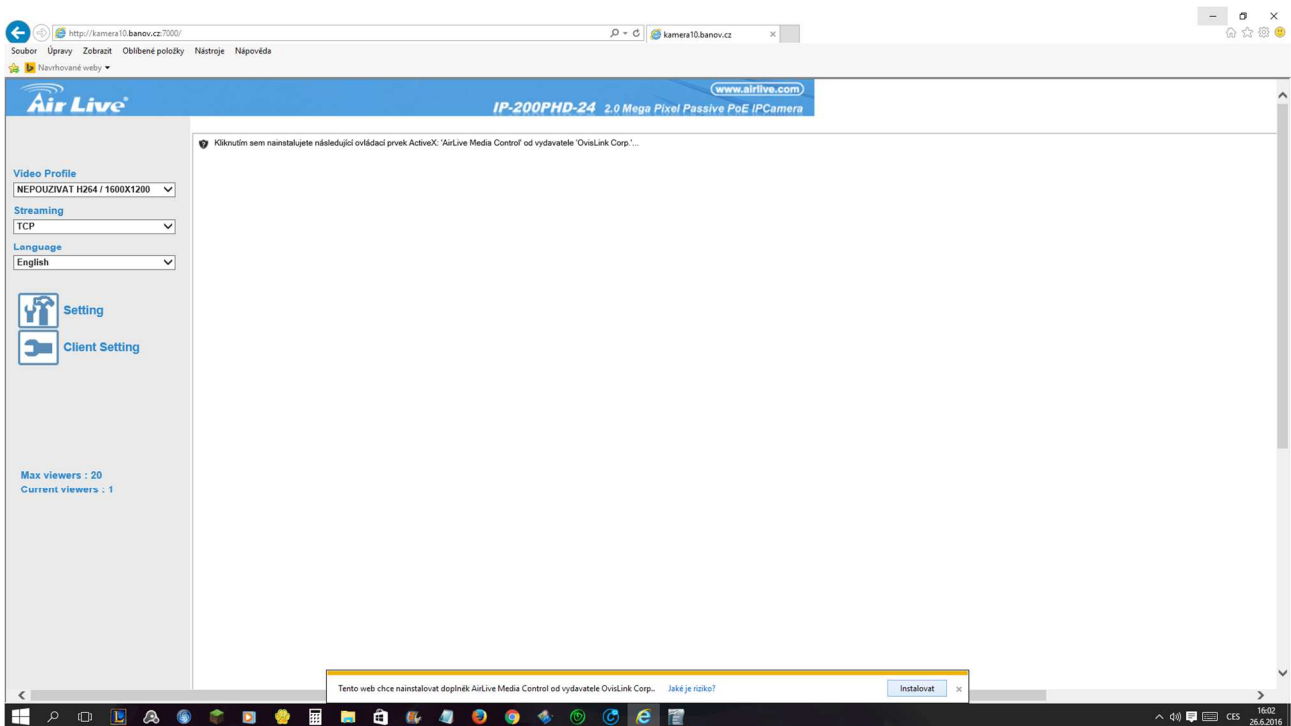 http://kamera10.banov.cz:7000/
kamera10.banov.cz
Soubor Úpravy Zobrazit Oblíbené položky Nástroje Nápověda
Navrhované weby
Air Live®
www.airlive.com
IP-200PHD-24 2.0 Mega Pixel Passive PoE IPCamera
Kliknutím sem nainstalujete následující ovládací prvek ActiveX: 'AirLive Media Control' od vydavatele 'OvisLink Corp.'...
Video Profile
NEPOUZIVAT H264 / 1600X1200
Streaming
TCP
Language
English
Setting
Client Setting
Max viewers : 20
Current viewers : 1
Tento web chce nainstalovat doplněk AirLive Media Control od vydavatele OvisLink Corp.. Jaké je riziko? Instalovat
CES
16:02
26.6.2016